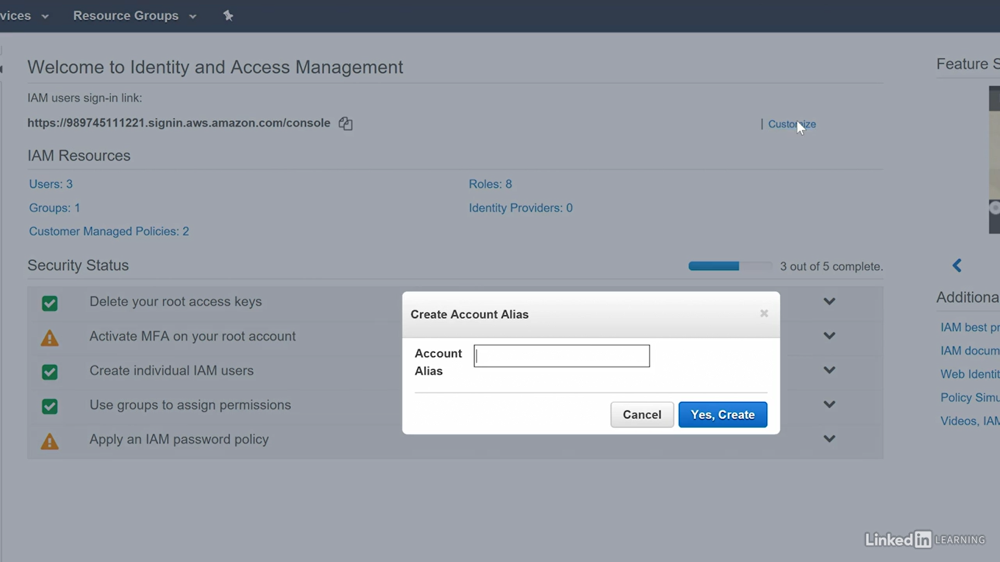 vices
Resource Groups
Welcome to Identity and Access Management
IAM users sign-in link:
https://989745111221.signin.aws.amazon.com/console
| Customize
IAM Resources
Users: 3
Roles: 8
Groups: 1
Identity Providers: 0
Customer Managed Policies: 2
Security Status
3 out of 5 complete.
Delete your root access keys
Activate MFA on your root account
Create individual IAM users
Use groups to assign permissions
Apply an IAM password policy
Create Account Alias
Account
Alias
Cancel
Yes, Create
Feature S
Additiona
IAM best pr
IAM docum
Web Identit
Policy Simu
Videos, IAM
LinkedIn LEARNING